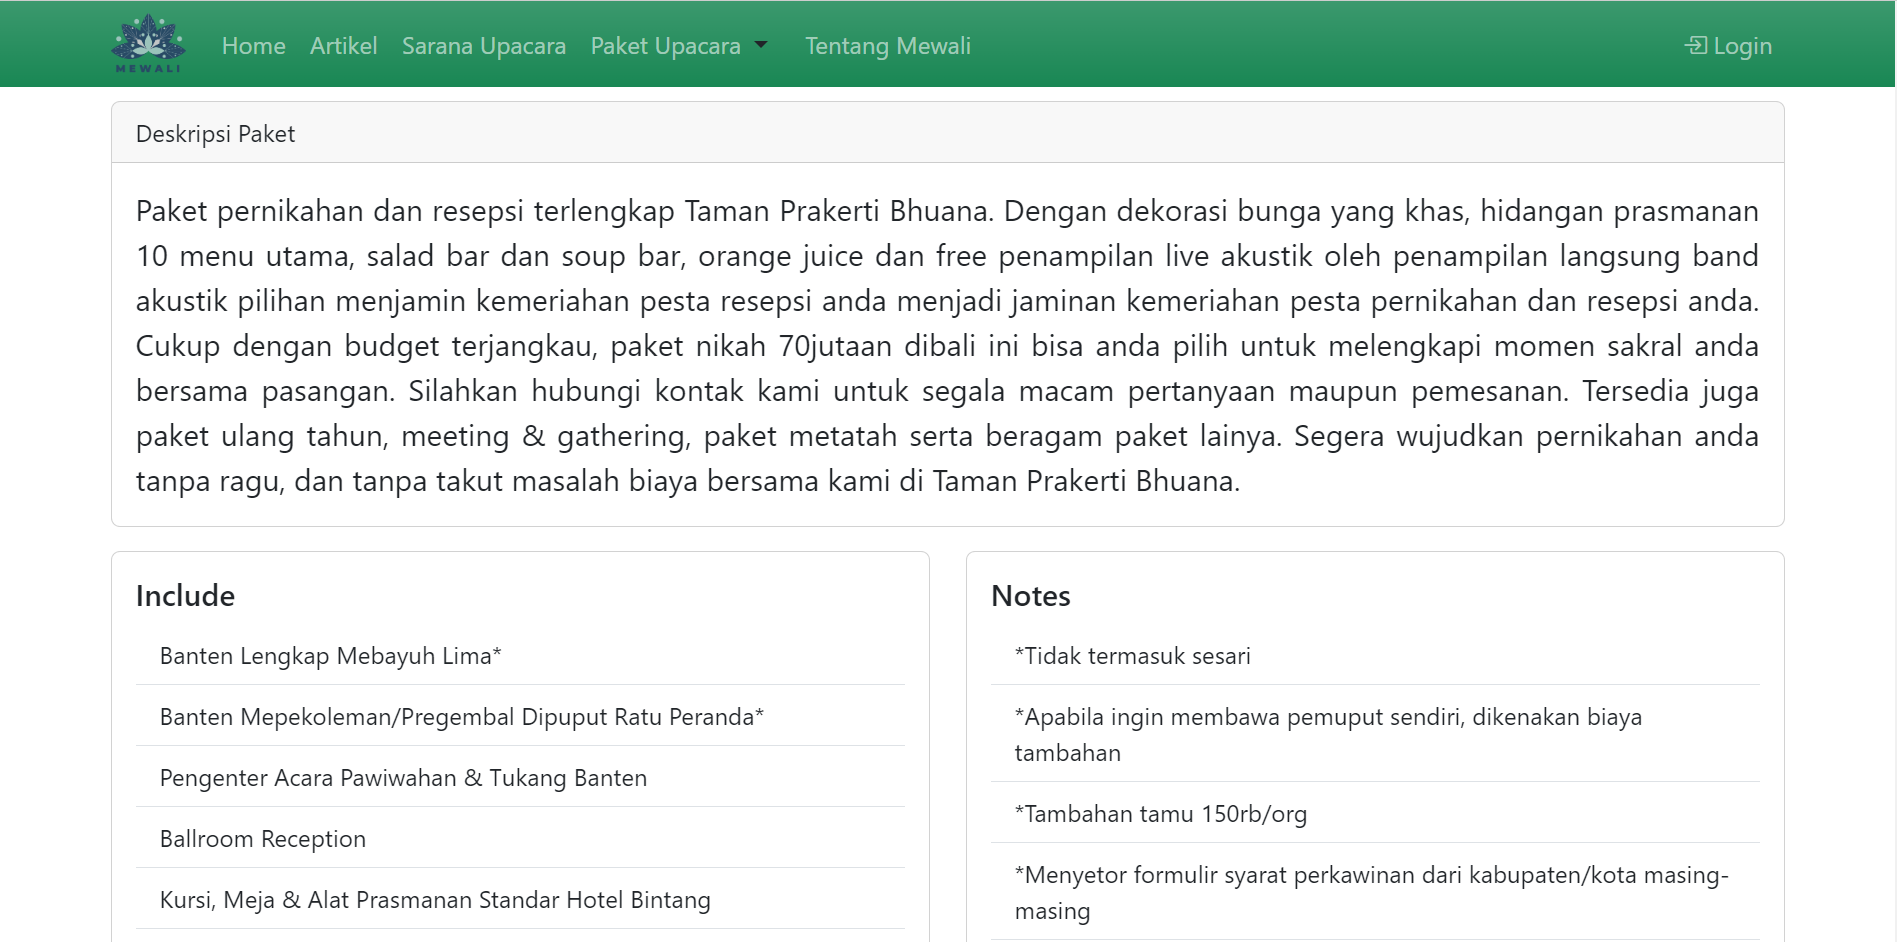 MEWALI
Home Artikel Sarana Upacara Paket Upacara Tentang Mewali Login
Deskripsi Paket
Paket pernikahan dan resepsi terlengkap Taman Prakerti Bhuana. Dengan dekorasi bunga yang khas, hidangan prasmanan
10 menu utama, salad bar dan soup bar, orange juice dan free penampilan live akustik oleh penampilan langsung band
akustik pilihan menjamin kemeriahan pesta resepsi anda menjadi jaminan kemeriahan pesta pernikahan dan resepsi anda.
Cukup dengan budget terjangkau, paket nikah 70jutaan dibali ini bisa anda pilih untuk melengkapi momen sakral anda
bersama pasangan. Silahkan hubungi kontak kami untuk segala macam pertanyaan maupun pemesanan. Tersedia juga
paket ulang tahun, meeting & gathering, paket metatah serta beragam paket lainya. Segera wujudkan pernikahan anda
tanpa ragu, dan tanpa takut masalah biaya bersama kami di Taman Prakerti Bhuana.
Include
Banten Lengkap Mebayuh Lima*
Banten Mepekoleman/Pregembal Dipuput Ratu Peranda*
Pengenter Acara Pawiwahan & Tukang Banten
Ballroom Reception
Kursi, Meja & Alat Prasmanan Standar Hotel Bintang
Notes
*Tidak termasuk sesari
*Apabila ingin membawa pemuput sendiri, dikenakan biaya
tambahan
*Tambahan tamu 150rb/org
*Menyetor formulir syarat perkawinan dari kabupaten/kota masing-
masing